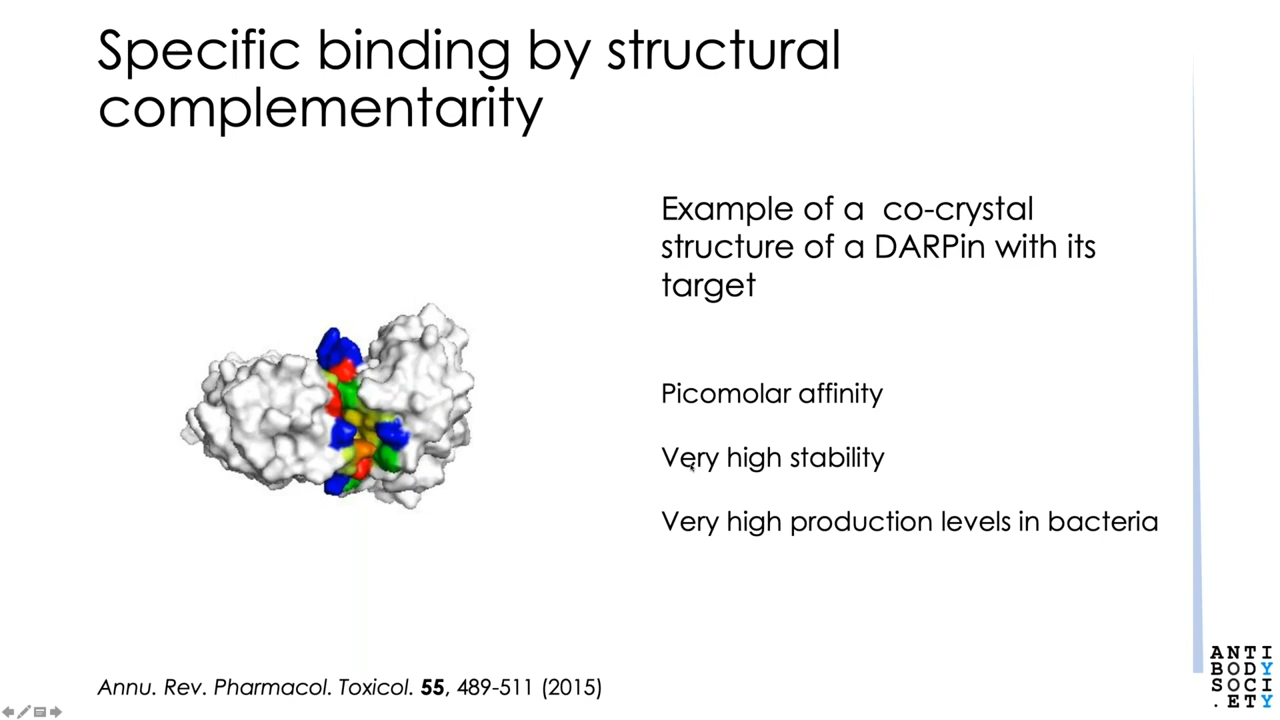 Specific binding by structural
complementarity
Example of a co-crystal
structure of a DARPin with its
target
Picomolar affinity
Very high stability
Very high production levels in bacteria
Annu. Rev. Pharmacol. Toxicol. 55, 489-511 (2015)
ANTI
BODY
SOCI
.ETY